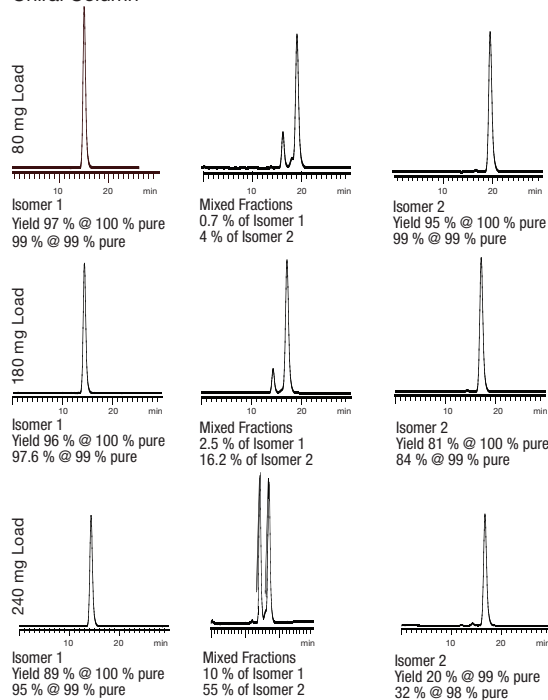 Chiral Column
80 mg Load
10 20 min
10 20 min
10 20 min
Isomer 1
Yield 97 % @ 100 % pure
99 % @ 99 % pure
Mixed Fractions
0.7 % of Isomer 1
4 % of Isomer 2
Isomer 2
Yield 95 % @ 100 % pure
99 % @ 99 % pure
180 mg Load
10 20 min
10 20 min
10 20 min
Isomer 1
Yield 96 % @ 100 % pure
97.6 % @ 99 % pure
Mixed Fractions
2.5 % of Isomer 1
16.2 % of Isomer 2
Isomer 2
Yield 81 % @ 100 % pure
84 % @ 99 % pure
240 mg Load
10 20 min
min
10 20 min
Isomer 1
Yield 89 % @ 100 % pure
95 % @ 99 % pure
Mixed Fractions
10 % of Isomer 1
55 % of Isomer 2
Isomer 2
Yield 20 % @ 99 % pure
32 % @ 98 % pure